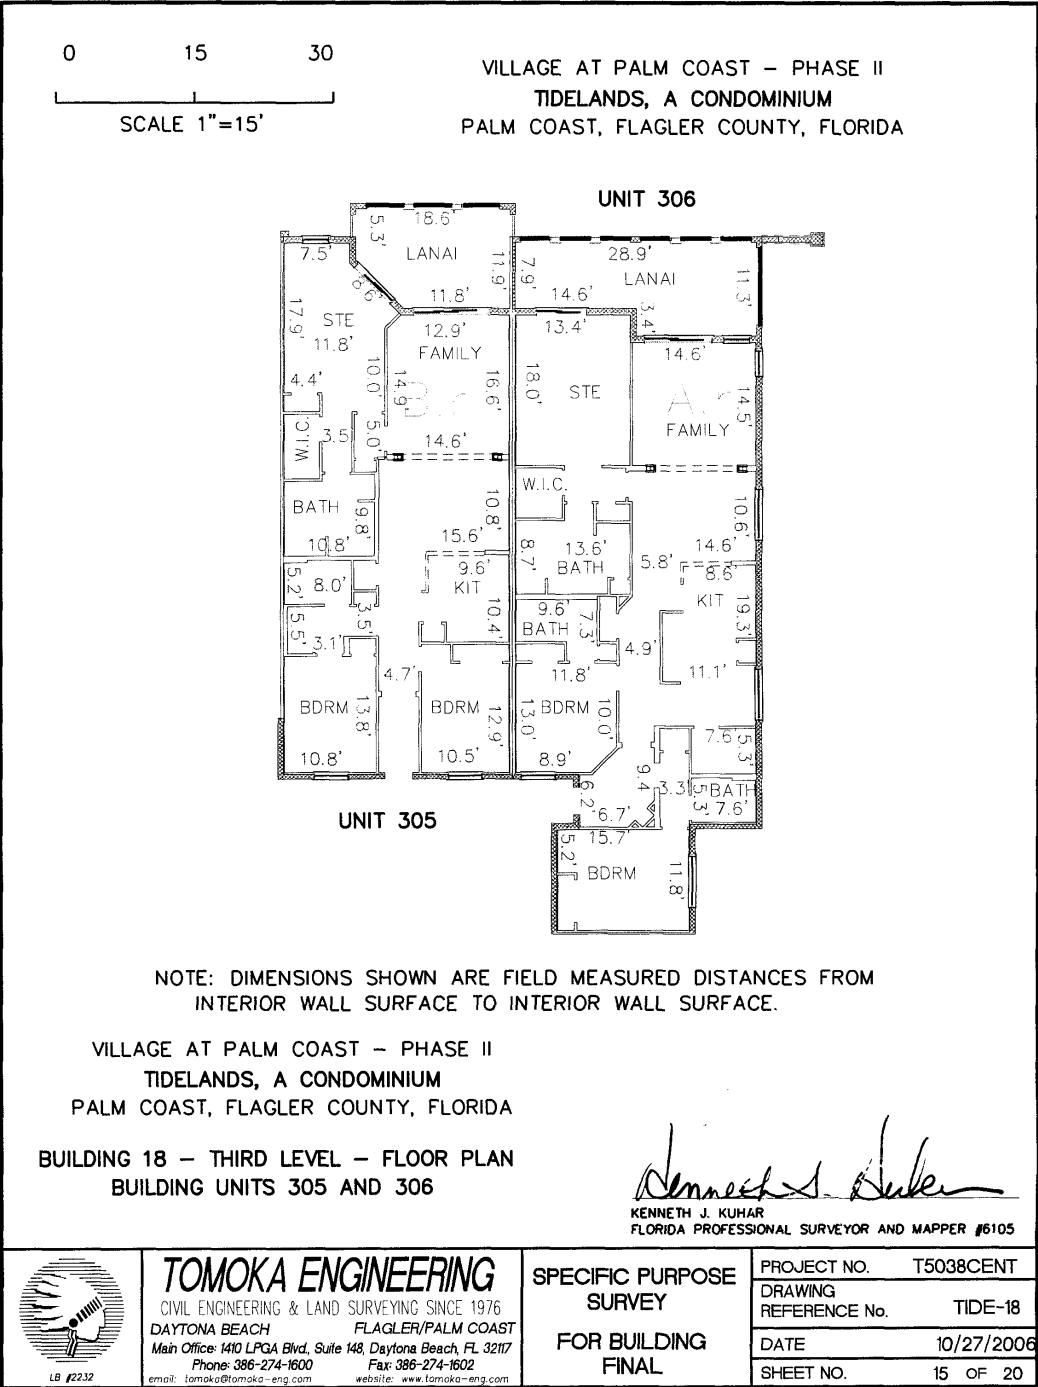 0 15 30
SCALE 1"=15'
VILLAGE AT PALM COAST – PHASE II
TIDELANDS, A CONDOMINIUM
PALM COAST, FLAGLER COUNTY, FLORIDA
UNIT 306
18.6'
5.3'
LANAI
11.9'
11.8'
7.5'
8.6'
17.9'
STE
11.8'
10.0'
4.4'
W.I.C.
3.5
5.0'
12.9'
FAMILY
14.9'
16.6'
14.6'
BATH
9.8'
10.8'
10.8'
15.6'
9.6'
KIT
10.4'
5.2'
8.0'
5.5'
3.5'
3.1'
4.7'
BDRM
13.8'
10.8'
BDRM
12.9'
10.5'
28.9'
7.9'
LANAI
11.3'
14.6'
3.4'
13.4'
14.6'
18.0'
STE
A.
14.5'
FAMILY
W.I.C.
10.6'
8.7'
13.6'
BATH
5.8'
14.6'
8.6'
KIT
19.3'
9.6'
7.3'
BATH
4.9'
11.1'
11.8'
BDRM
13.0'
10.0'
8.9'
7.6'
5.3'
9.4
3.3'
BATH
5.3'
7.6'
6.2'
6.7'
15.7'
5.2'
BDRM
11.8'
UNIT 305
NOTE: DIMENSIONS SHOWN ARE FIELD MEASURED DISTANCES FROM
INTERIOR WALL SURFACE TO INTERIOR WALL SURFACE.
VILLAGE AT PALM COAST – PHASE II
TIDELANDS, A CONDOMINIUM
PALM COAST, FLAGLER COUNTY, FLORIDA
BUILDING 18 – THIRD LEVEL – FLOOR PLAN
BUILDING UNITS 305 AND 306
KENNETH J. KUHAR
FLORIDA PROFESSIONAL SURVEYOR AND MAPPER #6105
LB #2232
TOMOKA ENGINEERING
CIVIL ENGINEERING & LAND SURVEYING SINCE 1976
DAYTONA BEACH FLAGLER/PALM COAST
Main Office: 1410 LPGA Blvd., Suite 148, Daytona Beach, FL 32117
Phone: 386-274-1600 Fax: 386-274-1602
email: tomoka@tomoka-eng.com website: www.tomoka-eng.com
SPECIFIC PURPOSE
SURVEY
FOR BUILDING
FINAL
PROJECT NO. T5038CENT
DRAWING
REFERENCE No. TIDE-18
DATE 10/27/2006
SHEET NO. 15 OF 20